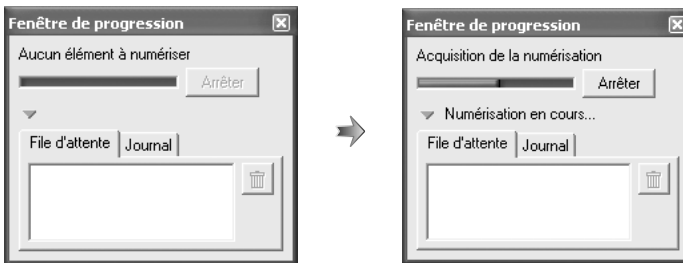 Fenêtre de progression
Aucun élément à numériser
Arrêter
File d'attente Journal
Fenêtre de progression
Acquisition de la numérisation
Arrêter
Numérisation en cours...
File d'attente Journal